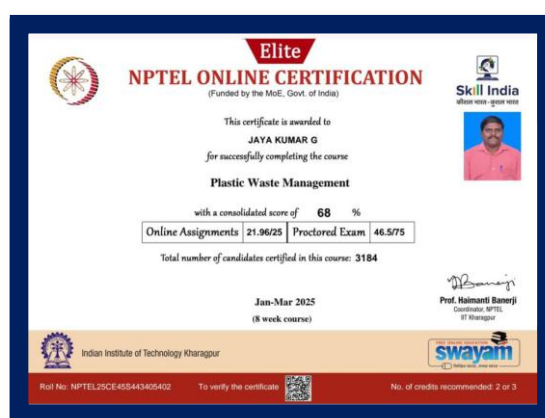 Elite
NPTEL ONLINE CERTIFICATION
(Funded by the MoE, Govt. of India)
Skill India
कौशल भारत - कुशल भारत
This certificate is awarded to
JAYA KUMAR G
for successfully completing the course
Plastic Waste Management
with a consolidated score of 68 %
Online Assignments 21.96/25 Proctored Exam 46.5/75
Total number of candidates certified in this course: 3184
Jan-Mar 2025
(8 week course)
Prof. Haimanti Banerji
Coordinator, NPTEL
IIT Kharagpur
Indian Institute of Technology Kharagpur
FREE ONLINE EDUCATION
swayam
Roll No: NPTEL25CE45S443405402 To verify the certificate No. of credits recommended: 2 or 3